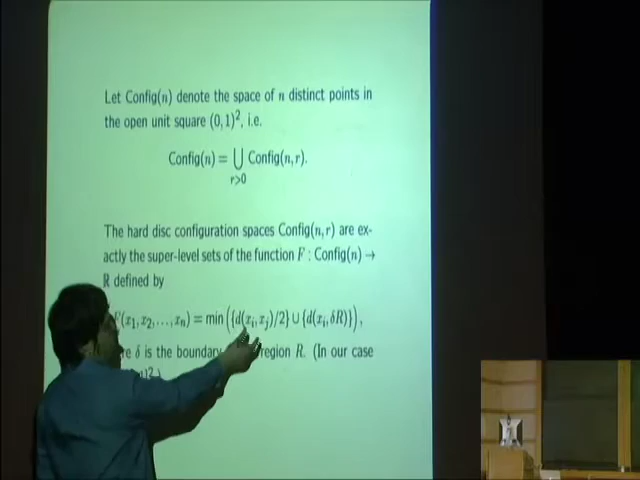 Let Config(n) denote the space of n distinct points in
the open unit square (0,1)², i.e.
Config(n) = ⋃ Config(n,r).
r>0
The hard disc configuration spaces Config(n,r) are ex-
actly the super-level sets of the function F : Config(n) →
ℝ defined by
F(x₁, x₂, ..., xₙ) = min({d(xᵢ, xⱼ)/2} ∪ {d(xᵢ, δR)}),
δ is the boundary region R. (In our case